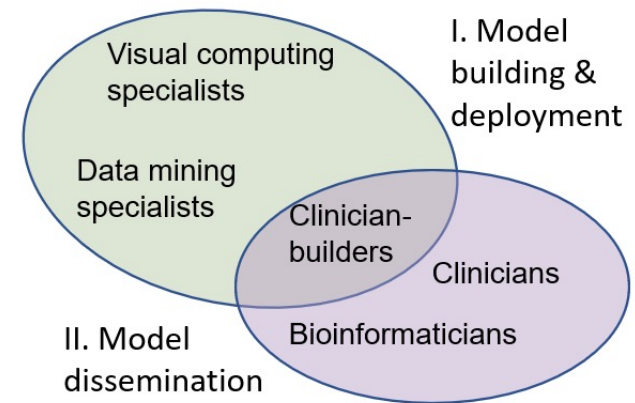 Visual computing
specialists
I. Model
building &
deployment
Data mining
specialists
Clinician-
builders
Clinicians
Bioinformaticians
II. Model
dissemination